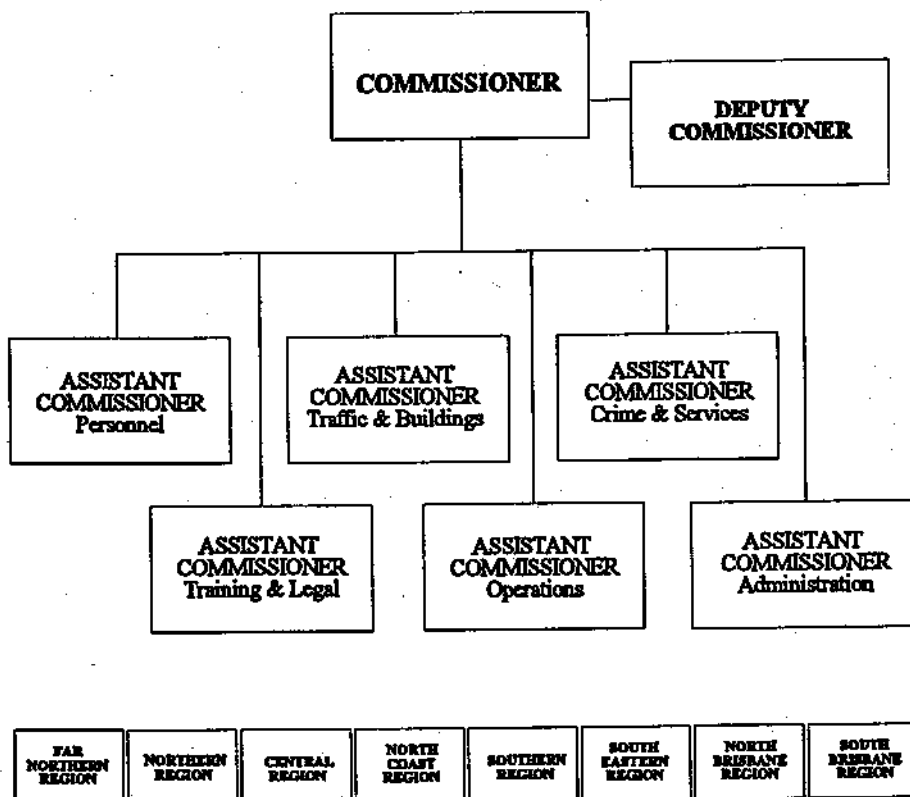 COMMISSIONER
DEPUTY
COMMISSIONER
ASSISTANT
COMMISSIONER
Personnel
ASSISTANT
COMMISSIONER
Traffic & Buildings
ASSISTANT
COMMISSIONER
Crime & Services
ASSISTANT
COMMISSIONER
Training & Legal
ASSISTANT
COMMISSIONER
Operations
ASSISTANT
COMMISSIONER
Administration
FAR
NORTHERN
REGION
NORTHERN
REGION
CENTRAL
REGION
NORTH
COAST
REGION
SOUTHERN
REGION
SOUTH
EASTERN
REGION
NORTH
BRISBANE
REGION
SOUTH
BRISBANE
REGION